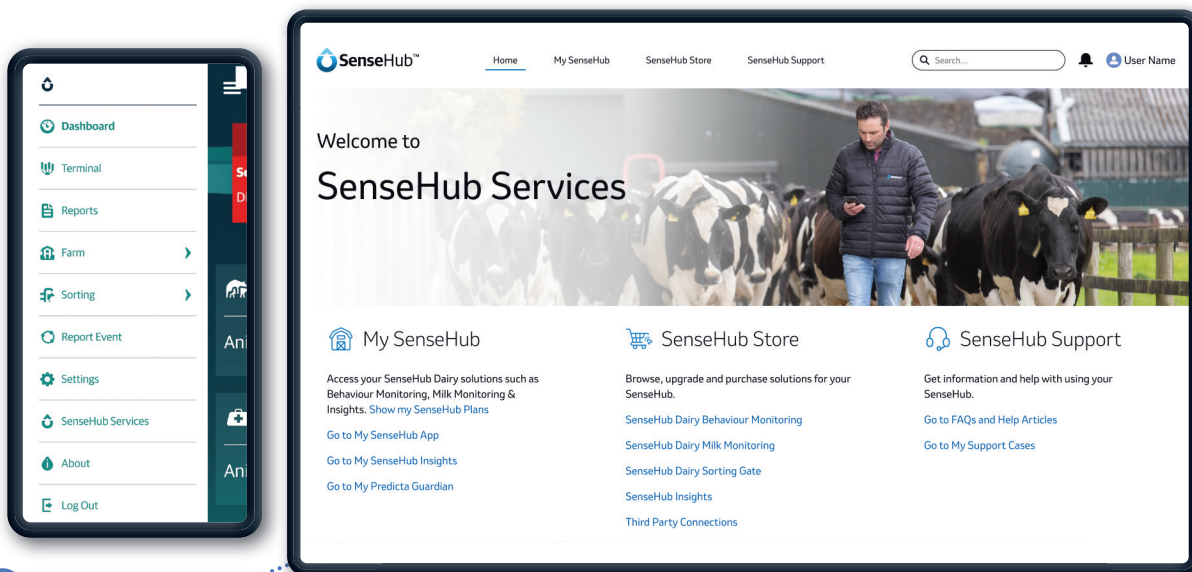 Dashboard
Terminal
Reports
Farm
Sorting
Report Event
Settings
SenseHub Services
About
Log Out
Ani
Ani
SenseHub™
Home
My SenseHub
SenseHub Store
SenseHub Support
Search...
User Name
Welcome to
SenseHub Services
My SenseHub
Access your SenseHub Dairy solutions such as
Behaviour Monitoring, Milk Monitoring &
Insights. Show my SenseHub Plans
Go to My SenseHub App
Go to My SenseHub Insights
Go to My Predicta Guardian
SenseHub Store
Browse, upgrade and purchase solutions for your
SenseHub.
SenseHub Dairy Behaviour Monitoring
SenseHub Dairy Milk Monitoring
SenseHub Dairy Sorting Gate
SenseHub Insights
Third Party Connections
SenseHub Support
Get information and help with using your
SenseHub.
Go to FAQs and Help Articles
Go to My Support Cases